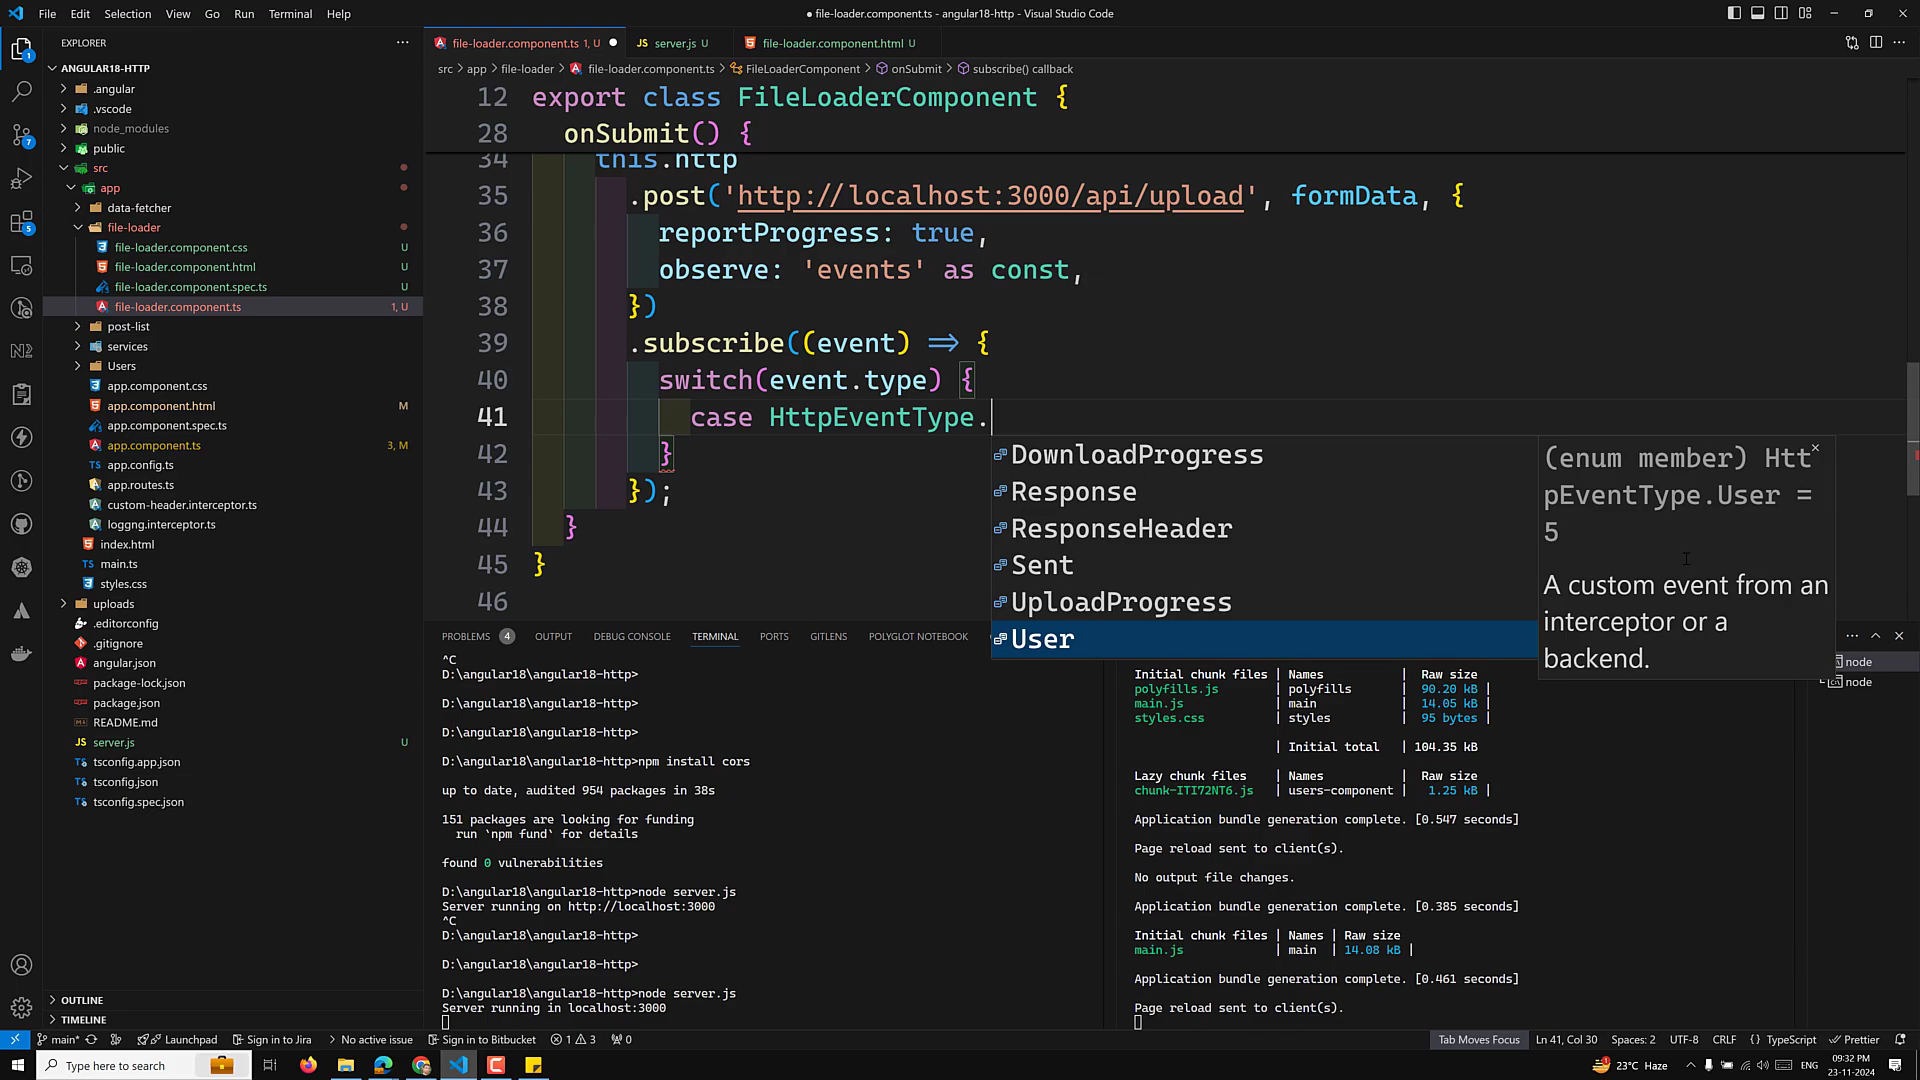 File Edit Selection View Go Run Terminal Help
● file-loader.component.ts - angular18-http - Visual Studio Code
EXPLORER
ANGULAR18-HTTP
.angular
.vscode
node_modules
public
src
app
data-fetcher
file-loader
file-loader.component.css U
file-loader.component.html U
file-loader.component.spec.ts U
file-loader.component.ts 1, U
post-list
services
Users
app.component.css
app.component.html M
app.component.spec.ts
app.component.ts 3, M
app.config.ts
app.routes.ts
custom-header.interceptor.ts
loggng.interceptor.ts
index.html
main.ts
styles.css
uploads
.editorconfig
.gitignore
angular.json
package-lock.json
package.json
README.md
server.js U
tsconfig.app.json
tsconfig.json
tsconfig.spec.json
OUTLINE
TIMELINE
file-loader.component.ts 1, U ● JS server.js U file-loader.component.html U
src > app > file-loader > file-loader.component.ts > FileLoaderComponent > onSubmit > subscribe() callback
12 export class FileLoaderComponent {
28 onSubmit() {
34 this.http
35 .post('http://localhost:3000/api/upload', formData, {
36 reportProgress: true,
37 observe: 'events' as const,
38 })
39 .subscribe((event) => {
40 switch(event.type) {
41 case HttpEventType.
42 }
43 });
44 }
45 }
46
DownloadProgress
Response
ResponseHeader
Sent
UploadProgress
User
(enum member) Htt
pEventType.User =
5
A custom event from an
interceptor or a
backend.
PROBLEMS 4 OUTPUT DEBUG CONSOLE TERMINAL PORTS GITLENS POLYGLOT NOTEBOOK
^C
D:\angular18\angular18-http>
D:\angular18\angular18-http>
D:\angular18\angular18-http>
D:\angular18\angular18-http>npm install cors
up to date, audited 954 packages in 38s
151 packages are looking for funding
run `npm fund` for details
found 0 vulnerabilities
D:\angular18\angular18-http>node server.js
Server running on http://localhost:3000
^C
D:\angular18\angular18-http>
D:\angular18\angular18-http>
D:\angular18\angular18-http>node server.js
Server running in localhost:3000
Initial chunk files | Names | Raw size
polyfills.js | polyfills | 90.20 kB |
main.js | main | 14.05 kB |
styles.css | styles | 95 bytes |
| Initial total | 104.35 kB
Lazy chunk files | Names | Raw size
chunk-ITI72NT6.js | users-component | 1.25 kB |
Application bundle generation complete. [0.547 seconds]
Page reload sent to client(s).
No output file changes.
Application bundle generation complete. [0.385 seconds]
Initial chunk files | Names | Raw size
main.js | main | 14.08 kB |
Application bundle generation complete. [0.461 seconds]
Page reload sent to client(s).
node
node
main* Launchpad Sign in to Jira No active issue Sign in to Bitbucket 1 3 0
Tab Moves Focus Ln 41, Col 30 Spaces: 2 UTF-8 CRLF {} TypeScript Prettier
Type here to search
23°C Haze ENG 09:32 PM
23-11-2024